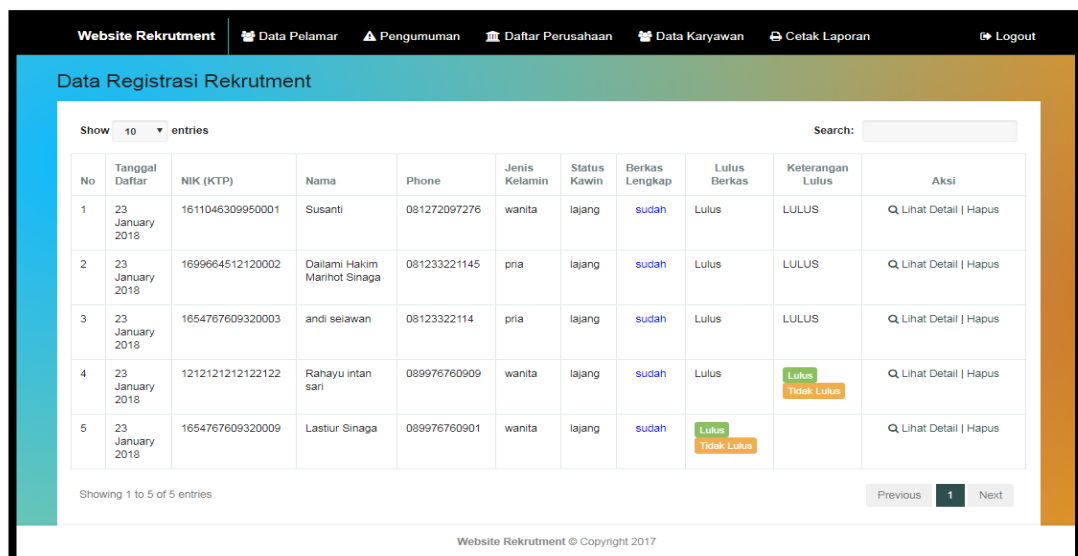 Website Rekrutment Data Pelamar Pengumuman Daftar Perusahaan Data Karyawan Cetak Laporan Logout
Data Registrasi Rekrutment
Show 10 entries Search:
No Tanggal Daftar NIK (KTP) Nama Phone Jenis Kelamin Status Kawin Berkas Lengkap Lulus Berkas Keterangan Lulus Aksi
1 23 January 2018 1611046309950001 Susanti 081272097276 wanita lajang sudah Lulus LULUS Lihat Detail | Hapus
2 23 January 2018 1699664512120002 Dailami Hakim Marihot Sinaga 081233221145 pria lajang sudah Lulus LULUS Lihat Detail | Hapus
3 23 January 2018 1654767609320003 andi seiawan 08123322114 pria lajang sudah Lulus LULUS Lihat Detail | Hapus
4 23 January 2018 1212121212122122 Rahayu intan sari 089976760909 wanita lajang sudah Lulus Lulus Tidak Lulus Lihat Detail | Hapus
5 23 January 2018 1654767609320009 Lastiur Sinaga 089976760901 wanita lajang sudah Lulus Tidak Lulus Lihat Detail | Hapus
Showing 1 to 5 of 5 entries Previous 1 Next
Website Rekrutment © Copyright 2017